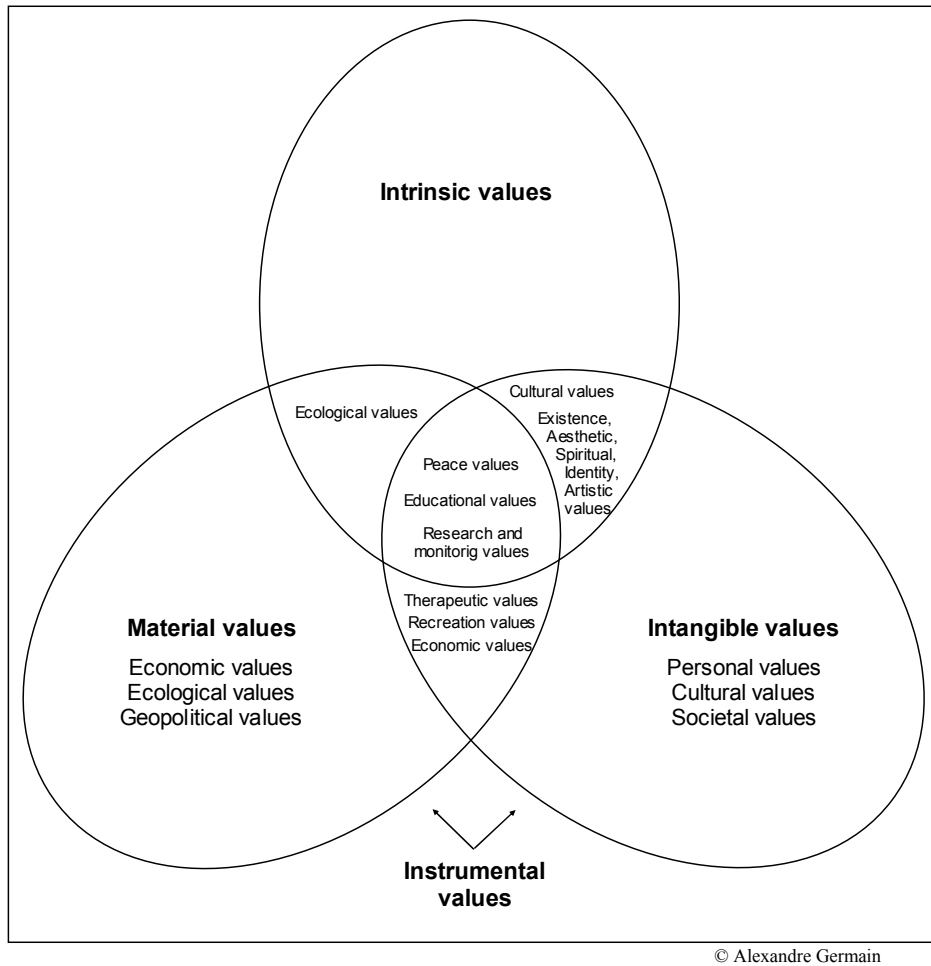 Intrinsic values
Ecological values
Cultural values
Existence,
Aesthetic,
Spiritual,
Identity,
Artistic
values
Peace values
Educational values
Research and
monitorig values
Therapeutic values
Recreation values
Economic values
Material values
Economic values
Ecological values
Geopolitical values
Intangible values
Personal values
Cultural values
Societal values
Instrumental
values
© Alexandre Germain